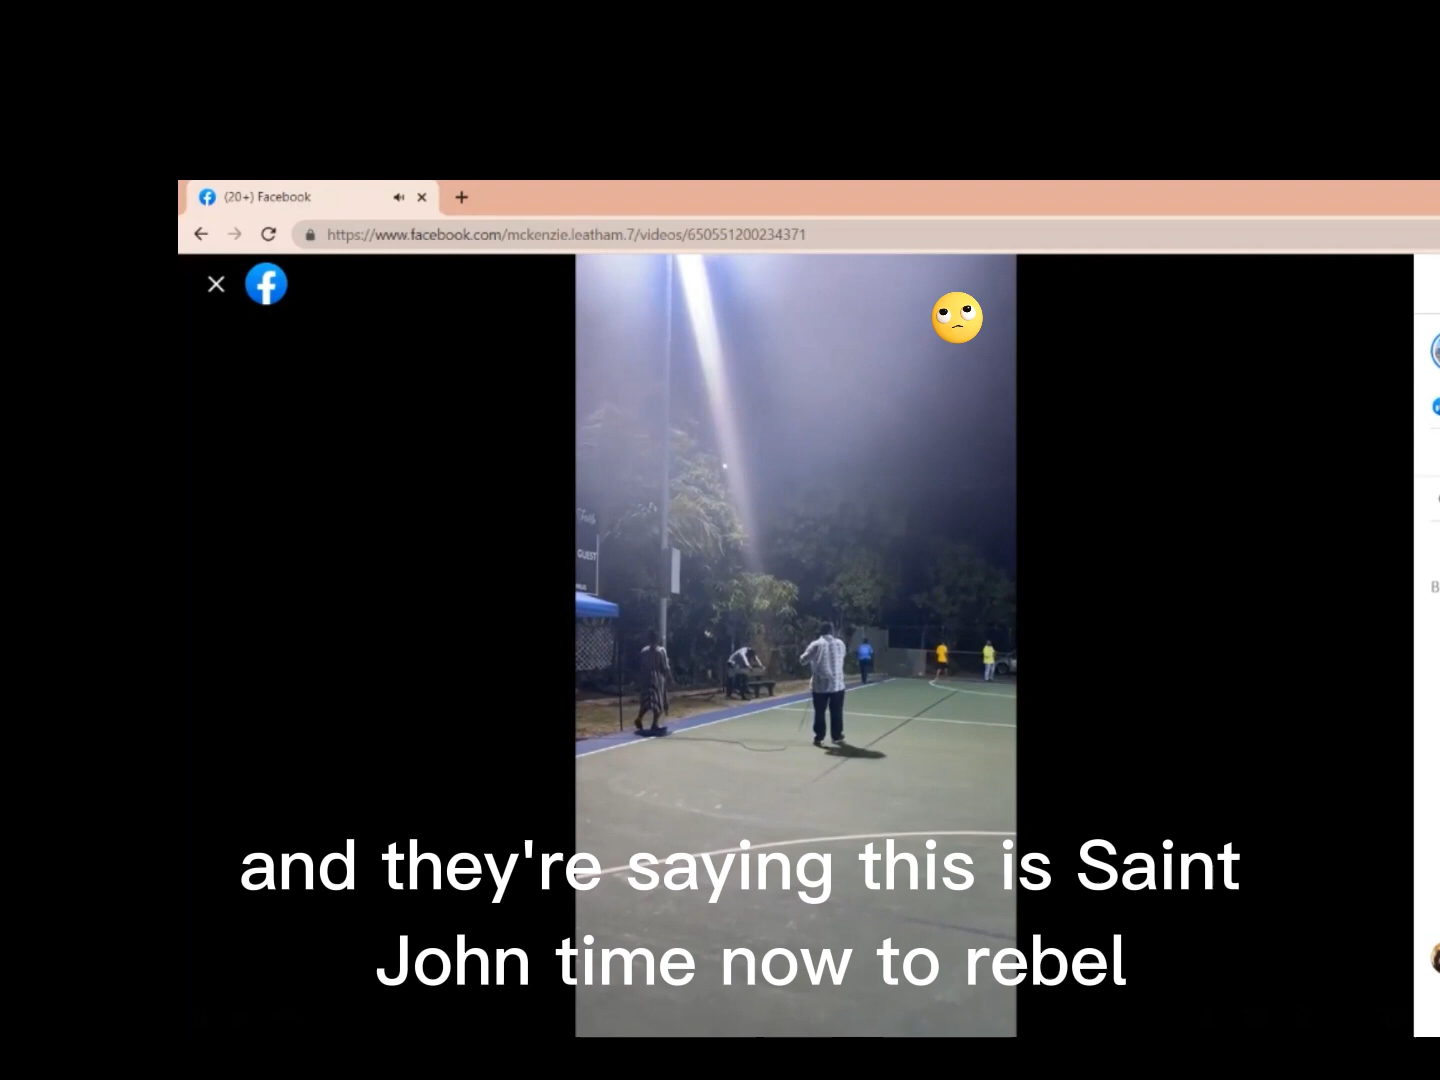 (20+) Facebook
https://www.facebook.com/mckenzie.leatham.7/videos/650551200234371
GUEST
and they're saying this is Saint
John time now to rebel
B